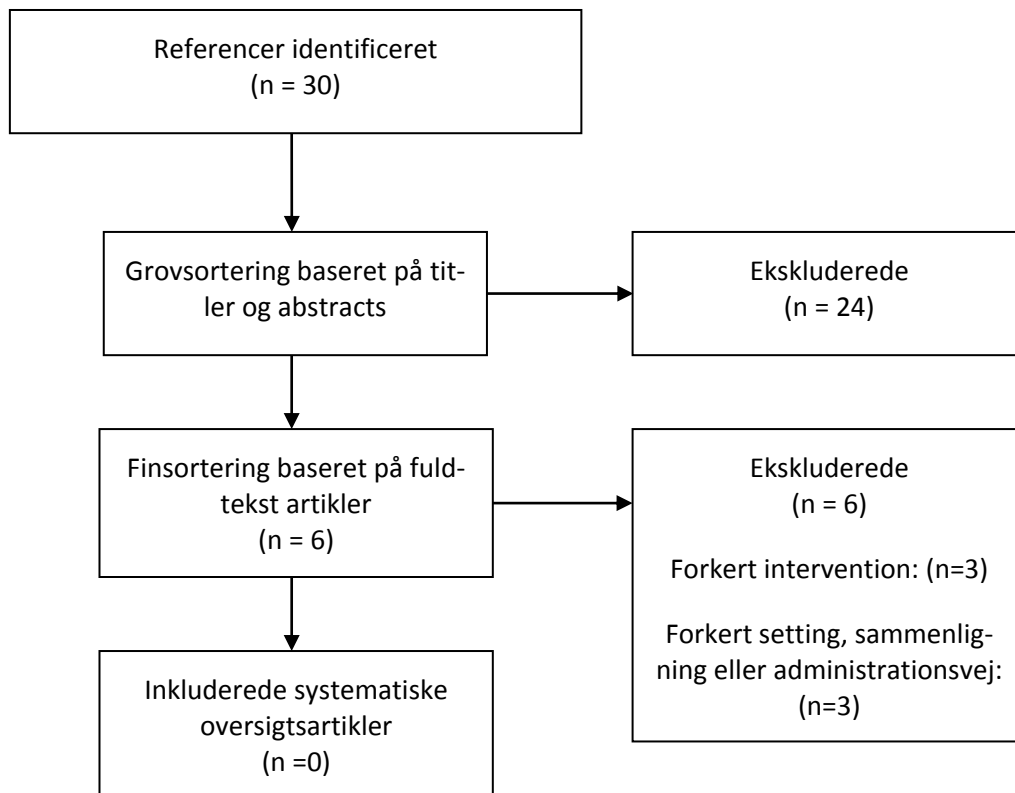 Referencer identificeret
(n = 30)
Grovsortering baseret på tit-
ler og abstracts
Ekskluderede
(n = 24)
Finsortering baseret på fuld-
tekst artikler
(n = 6)
Ekskluderede
(n = 6)
Forkert intervention: (n=3)
Forkert setting, sammenlig-
ning eller administrationsvej:
(n=3)
Inkluderede systematiske
oversigtsartikler
(n =0)